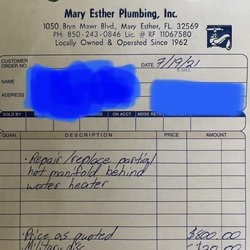 Mary Esther Plumbing, Inc.
1050 Bryn Mawr Blvd., Mary Esther, FL 32569
PH# 850-243-0846 Lic. # RF 11067580
Locally Owned & Operated Since 1962
CUSTOMER
ORDER NO.
DATE 7/19/21
NAME
ADDRESS
SOLD BY
ON ACCT
MDSE RETD
QUAN. DESCRIPTION
Repair/replace partial
hot manifold behind
water heater
Price as quoted $800.00
Military disc